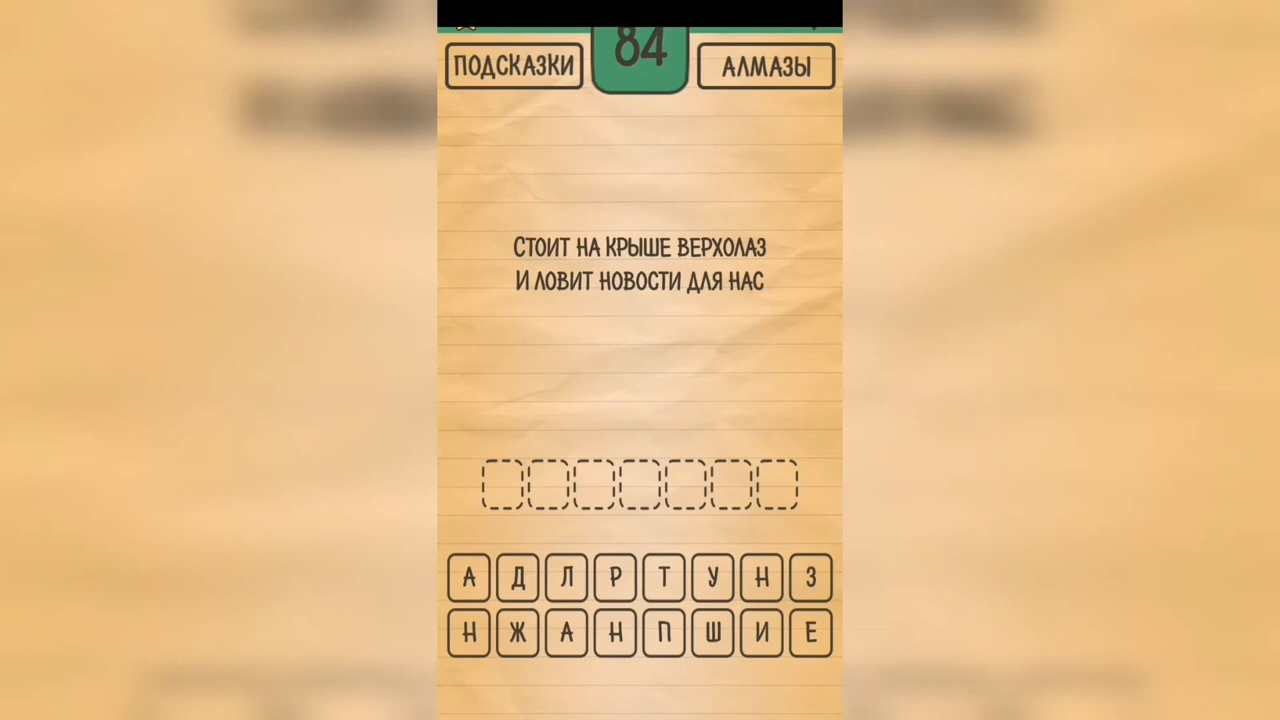 84
ПОДСКАЗКИ
АЛМАЗЫ
СТОИТ НА КРЫШЕ ВЕРХОЛАЗ
И ЛОВИТ НОВОСТИ ДЛЯ НАС
А Д Л Р Т У Н З
Н Ж А Н П Ш И Е